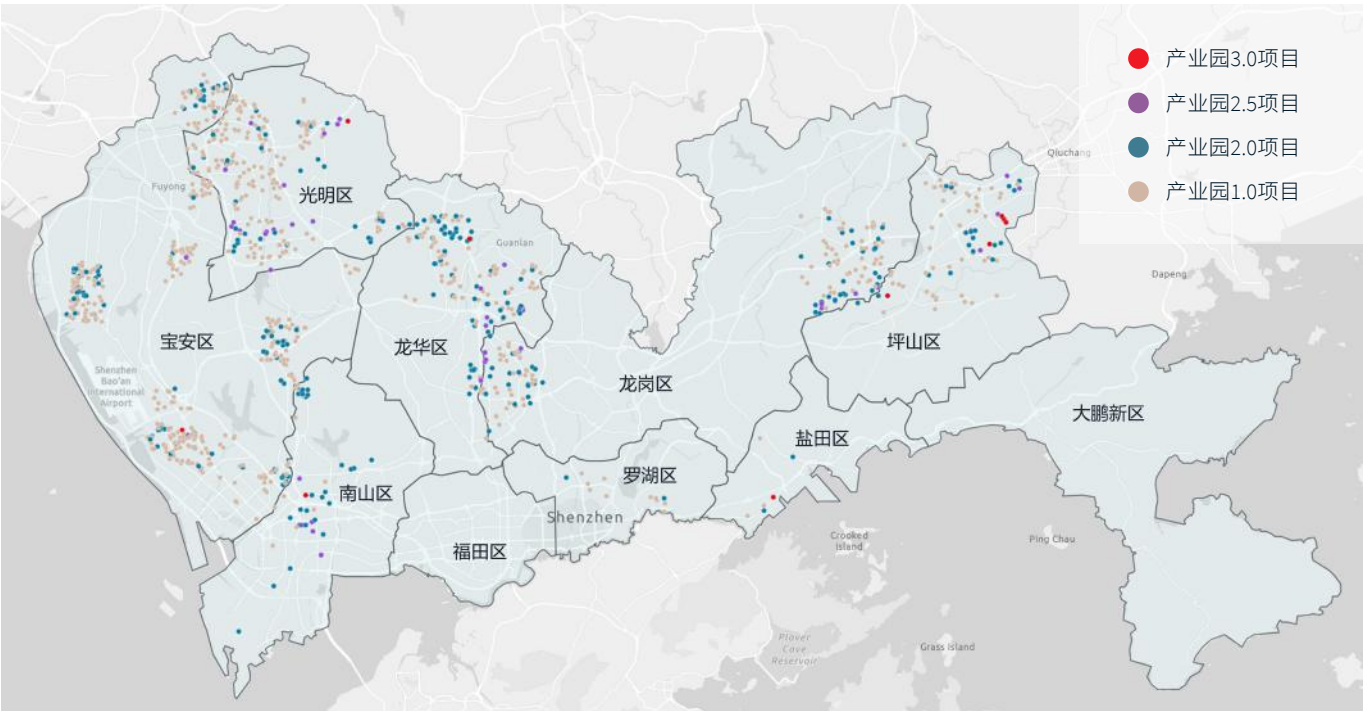 产业园3.0项目
产业园2.5项目
产业园2.0项目
产业园1.0项目
Qiuchang
Fuyong
光明区
Guanlan
Dapeng
宝安区
龙华区
坪山区
龙岗区
Shenzhen
Bao'an
International
Airport
大鹏新区
盐田区
罗湖区
南山区
Shenzhen
福田区
Crooked
Island
Ping Chau
Plover
Cove
Reservoir
Grass Island